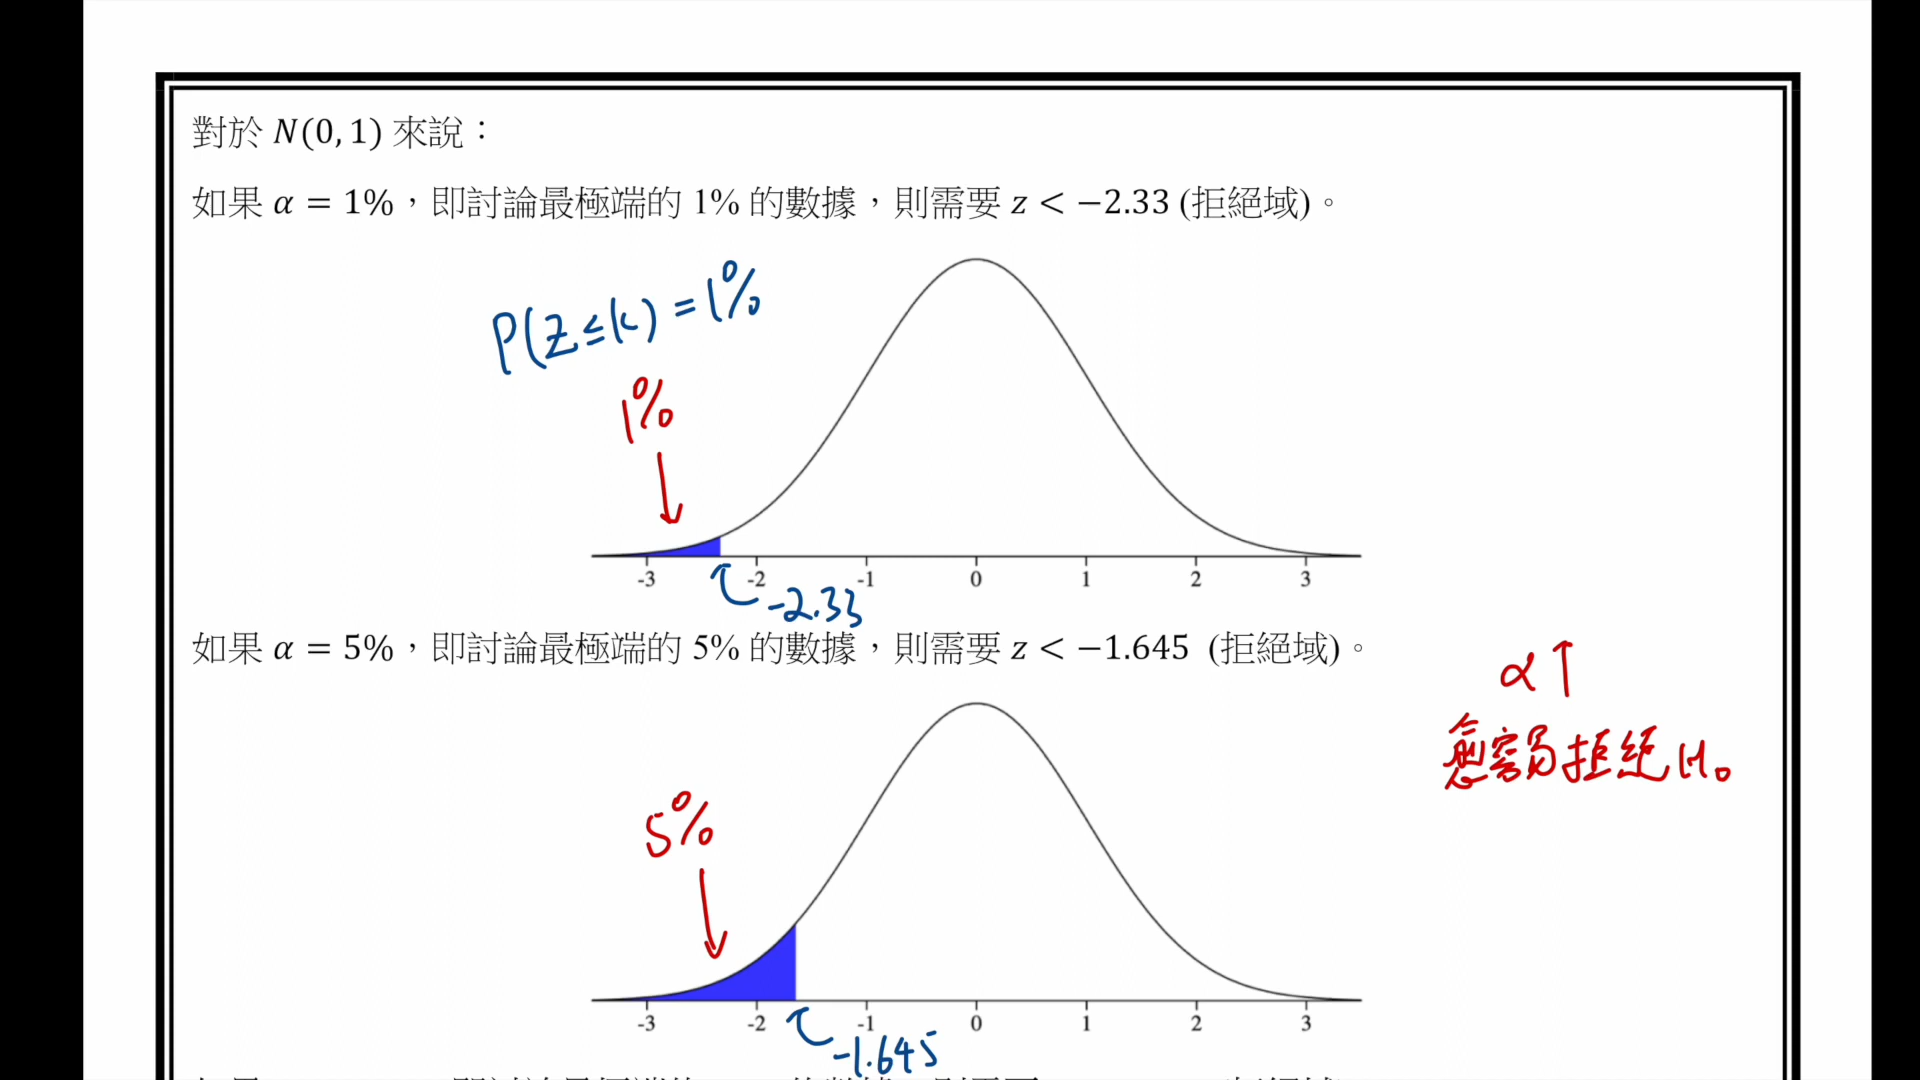 對於 N(0, 1) 來說：
如果 α = 1%，即討論最極端的 1% 的數據，則需要 z < −2.33 (拒絕域)。
P(Z≤k) = 1%
1%
-3 -2 -1 0 1 2 3
-2.33
如果 α = 5%，即討論最極端的 5% 的數據，則需要 z < −1.645 (拒絕域)。
α↑
愈容易拒絕 H₀
5%
-3 -2 -1 0 1 2 3
-1.645